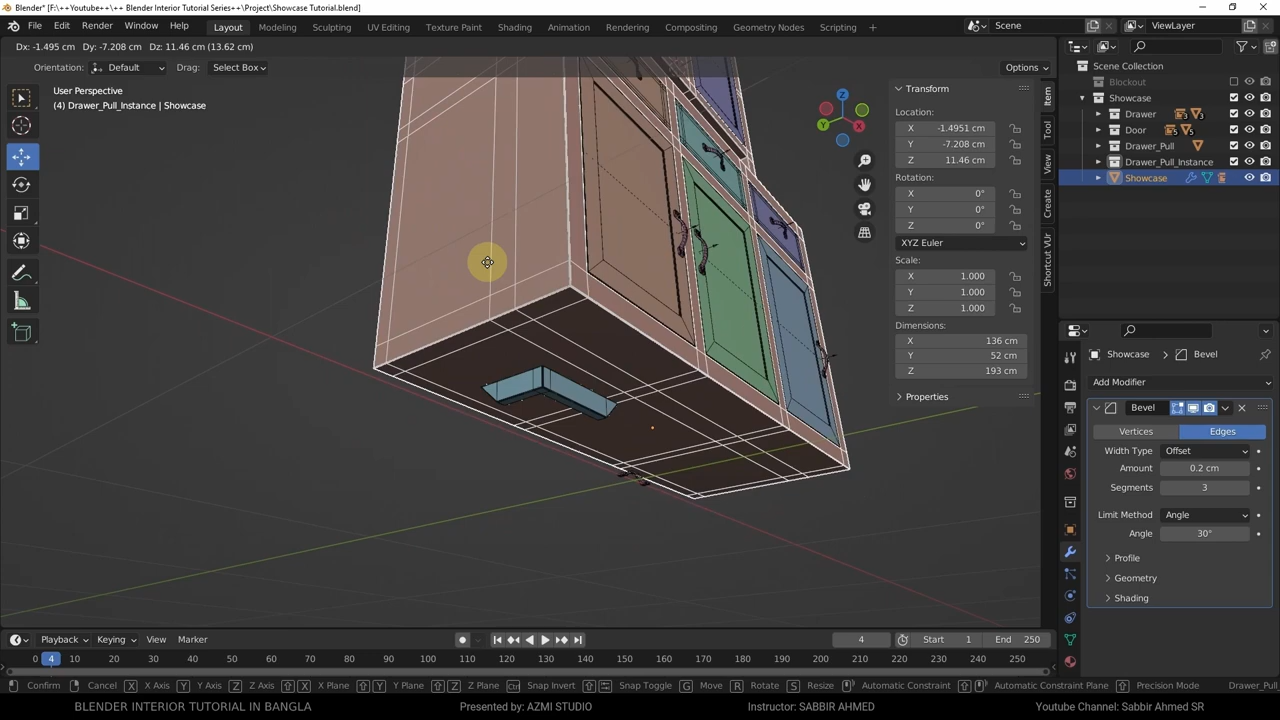 Blender* [F:\++Youtube++\++ Blender Interior Tutorial Series++\Project\Showcase Tutorial.blend]
File Edit Render Window Help Layout Modeling Sculpting UV Editing Texture Paint Shading Animation Rendering Compositing Geometry Nodes Scripting Scene ViewLayer
Dx: -1.495 cm Dy: -7.208 cm Dz: 11.46 cm (13.62 cm)
Orientation: Default Drag: Select Box Options
User Perspective
(4) Drawer_Pull_Instance | Showcase
Z
Y
X
Transform
Location:
X -1.4951 cm
Y -7.208 cm
Z 11.46 cm
Rotation:
X 0°
Y 0°
Z 0°
XYZ Euler
Scale:
X 1.000
Y 1.000
Z 1.000
Dimensions:
X 136 cm
Y 52 cm
Z 193 cm
Properties
Item
Tool
View
Create
Shortcut VUr
Scene Collection
Blockout
Showcase
Drawer 3 3
Door 5 5
Drawer_Pull
Drawer_Pull_Instance
Showcase
Showcase Bevel
Add Modifier
Bevel
Vertices Edges
Width Type Offset
Amount 0.2 cm
Segments 3
Limit Method Angle
Angle 30°
Profile
Geometry
Shading
Playback Keying View Marker 4 Start 1 End 250
0 4 10 20 30 40 50 60 70 80 90 100 110 120 130 140 150 160 170 180 190 200 210 220 230 240 250
Confirm Cancel X X Axis Y Y Axis Z Z Axis X X Plane Y Y Plane Z Z Plane Ctrl Snap Invert Snap Toggle G Move R Rotate S Resize Automatic Constraint Automatic Constraint Plane Precision Mode Drawer_Pul
BLENDER INTERIOR TUTORIAL IN BANGLA Presented by: AZMI STUDIO Instructor: SABBIR AHMED Youtube Channel: Sabbir Ahmed SR